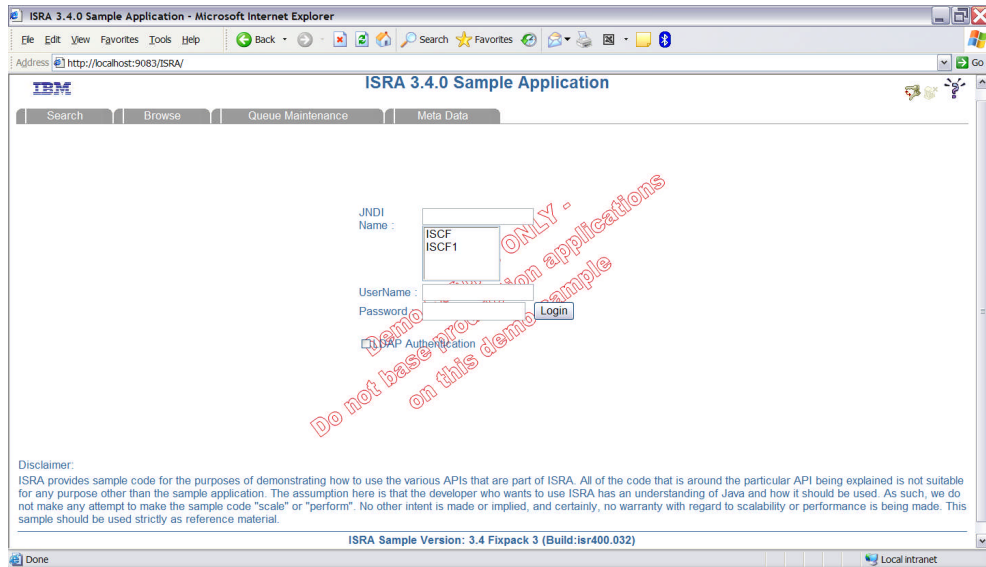 ISRA 3.4.0 Sample Application - Microsoft Internet Explorer
File Edit View Favorites Tools Help
Back
Search
Favorites
Address http://localhost:9083/ISRA/
Go
IBM
ISRA 3.4.0 Sample Application
Search
Browse
Queue Maintenance
Meta Data
JNDI
Name :
ISCF
ISCF1
UserName :
Password
Login
LDAP Authentication
Demo ONLY -
Do not base production applications
on this demo sample
Disclaimer:
ISRA provides sample code for the purposes of demonstrating how to use the various APIs that are part of ISRA. All of the code that is around the particular API being explained is not suitable
for any purpose other than the sample application. The assumption here is that the developer who wants to use ISRA has an understanding of Java and how it should be used. As such, we do
not make any attempt to make the sample code "scale" or "perform". No other intent is made or implied, and certainly, no warranty with regard to scalability or performance is being made. This
sample should be used strictly as reference material.
ISRA Sample Version: 3.4 Fixpack 3 (Build:isr400.032)
Done
Local intranet